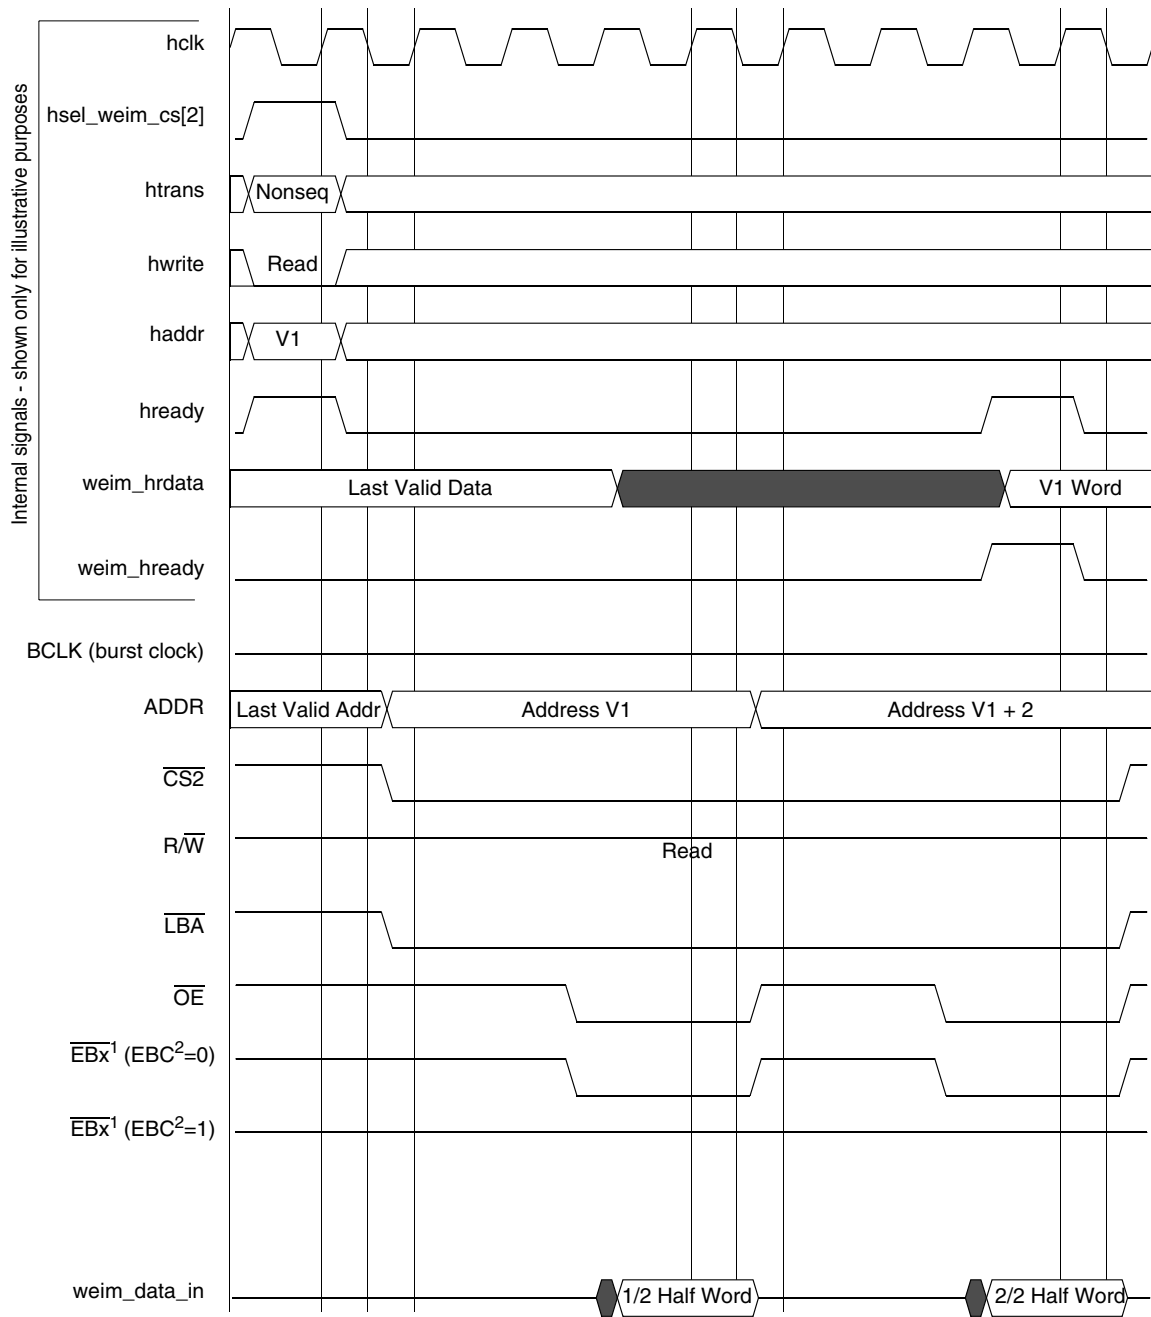 Internal signals - shown only for illustrative purposes
hclk
hsel_weim_cs[2]
htrans
Nonseq
hwrite
Read
haddr
V1
hready
weim_hrdata
Last Valid Data
V1 Word
weim_hready
BCLK (burst clock)
ADDR
Last Valid Addr
Address V1
Address V1 + 2
CS2
R/W
Read
LBA
OE
EBx1 (EBC2=0)
EBx1 (EBC2=1)
weim_data_in
1/2 Half Word
2/2 Half Word